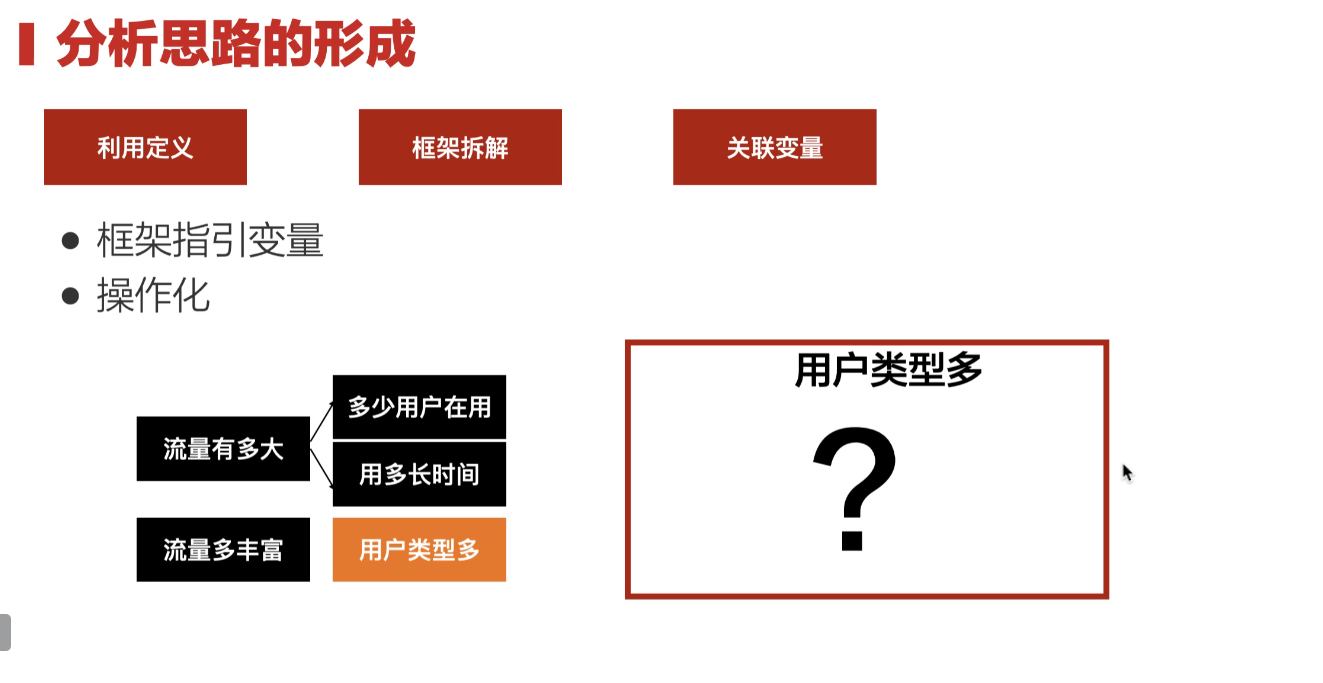 分析思路的形成
利用定义
框架拆解
关联变量
框架指引变量
操作化
用户类型多
?
多少用户在用
流量有多大
用多长时间
流量多丰富
用户类型多